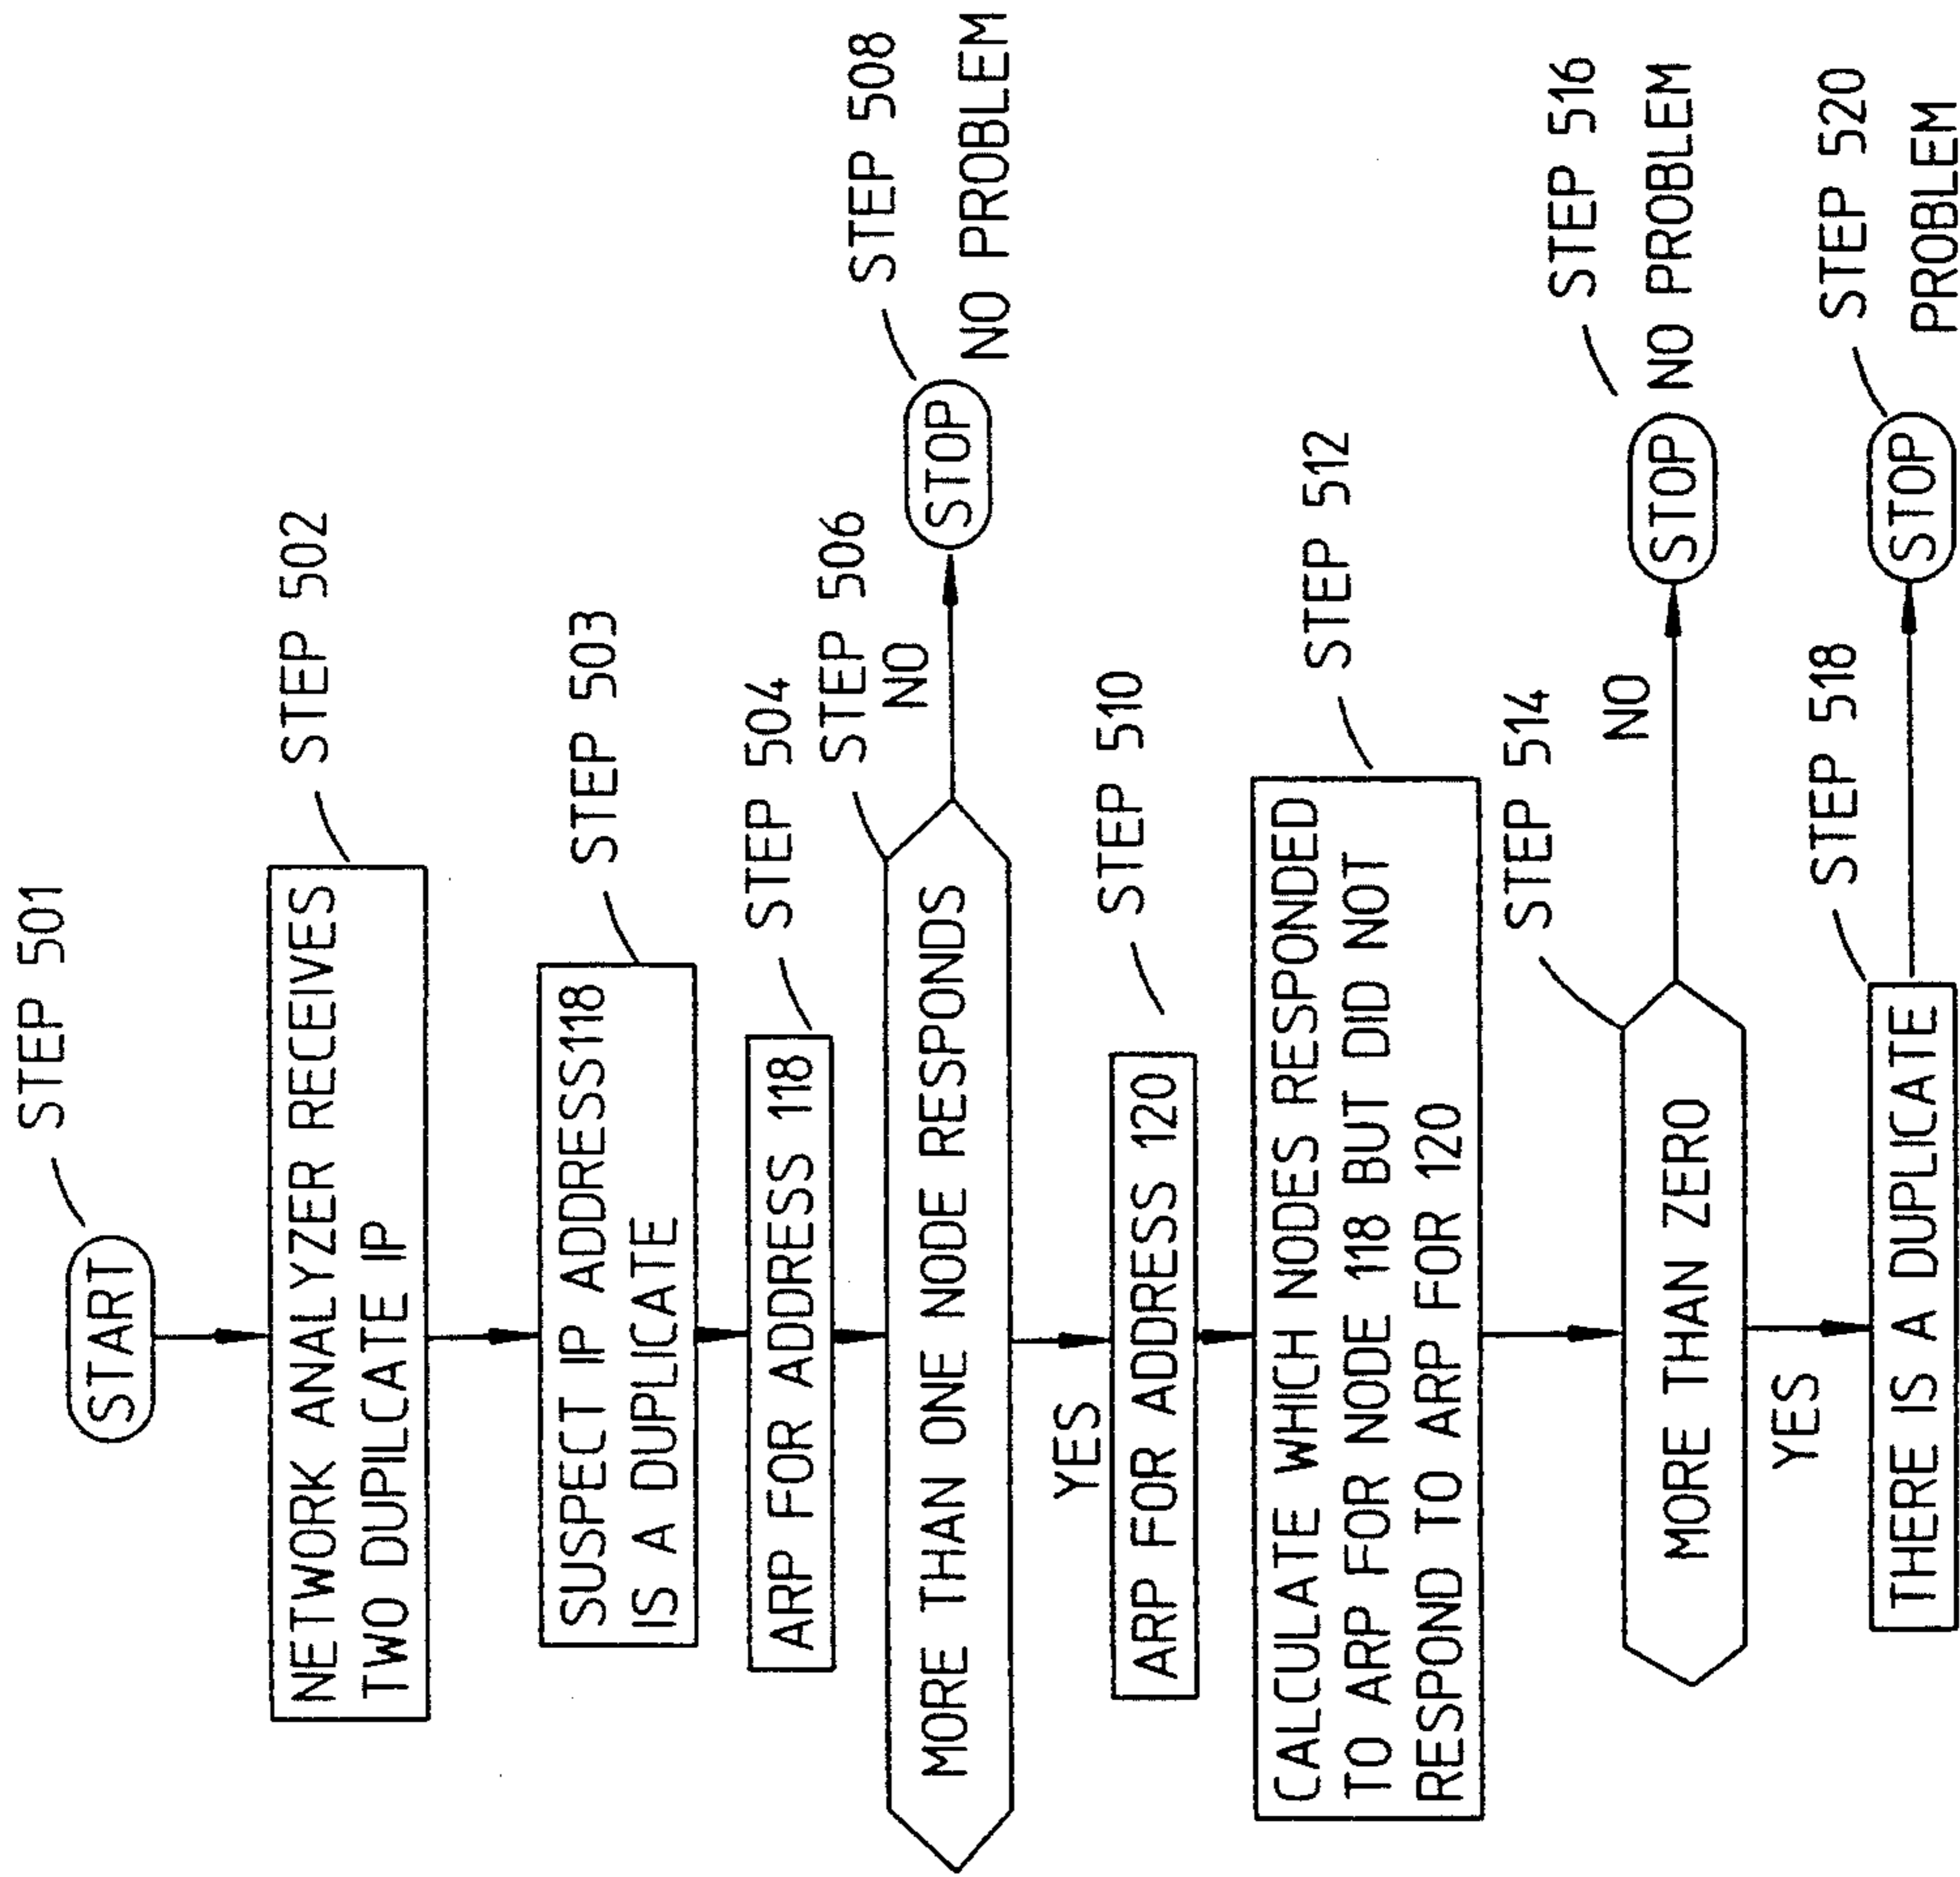 STEP 501
START
STEP 502
NETWORK ANALYZER RECEIVES
TWO DUPILCATE IP
STEP 503
SUSPECT IP ADDRESS118
IS A DUPLICATE
STEP 504
ARP FOR ADDRESS 118
STEP 506
MORE THAN ONE NODE RESPONDS
NO
STEP 508
STOP
NO PROBLEM
YES
STEP 510
ARP FOR ADDRESS 120
STEP 512
CALCULATE WHICH NODES RESPONDED
TO ARP FOR NODE 118 BUT DID NOT
RESPOND TO ARP FOR 120
STEP 514
MORE THAN ZERO
NO
STEP 516
STOP
NO PROBLEM
YES
STEP 518
THERE IS A DUPLICATE
STEP 520
STOP
PROBLEM